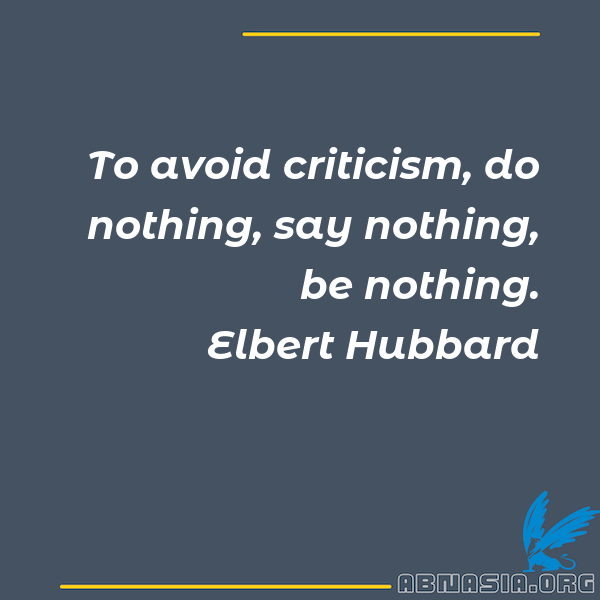 To avoid criticism, do
nothing, say nothing,
be nothing.
Elbert Hubbard
ABNASIA.ORG